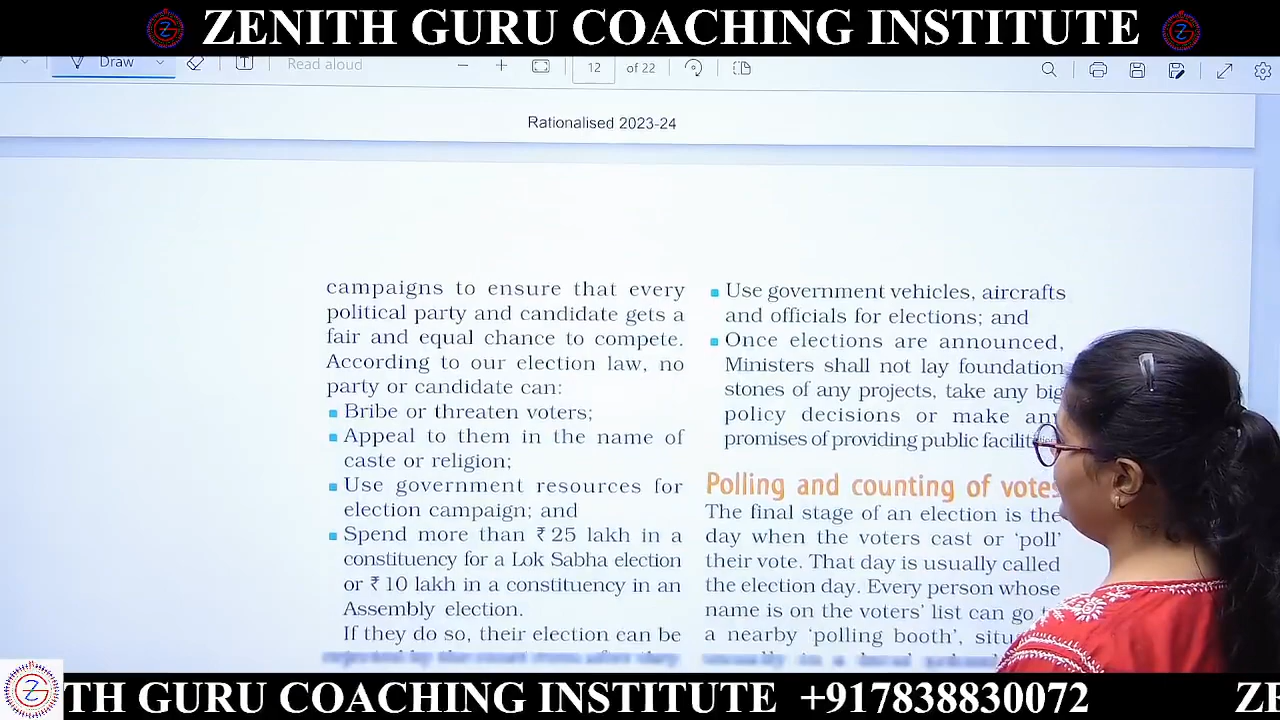 ZENITH GURU COACHING INSTITUTE
Draw
Read aloud
12
of 22
Rationalised 2023-24
campaigns to ensure that every
political party and candidate gets a
fair and equal chance to compete.
According to our election law, no
party or candidate can:
Bribe or threaten voters;
Appeal to them in the name of
caste or religion;
Use government resources for
election campaign; and
Spend more than ₹ 25 lakh in a
constituency for a Lok Sabha election
or ₹ 10 lakh in a constituency in an
Assembly election.
If they do so, their election can be
Use government vehicles, aircrafts
and officials for elections; and
Once elections are announced,
Ministers shall not lay foundation
stones of any projects, take any big
policy decisions or make any
promises of providing public
Polling and counting of votes
The final stage of an election is the
day when the voters cast or ‘poll’
their vote. That day is usually called
the election day. Every person whose
name is on the voters’ list can go
a nearby ‘polling booth’,
TH GURU COACHING INSTITUTE +917838830072
ZE